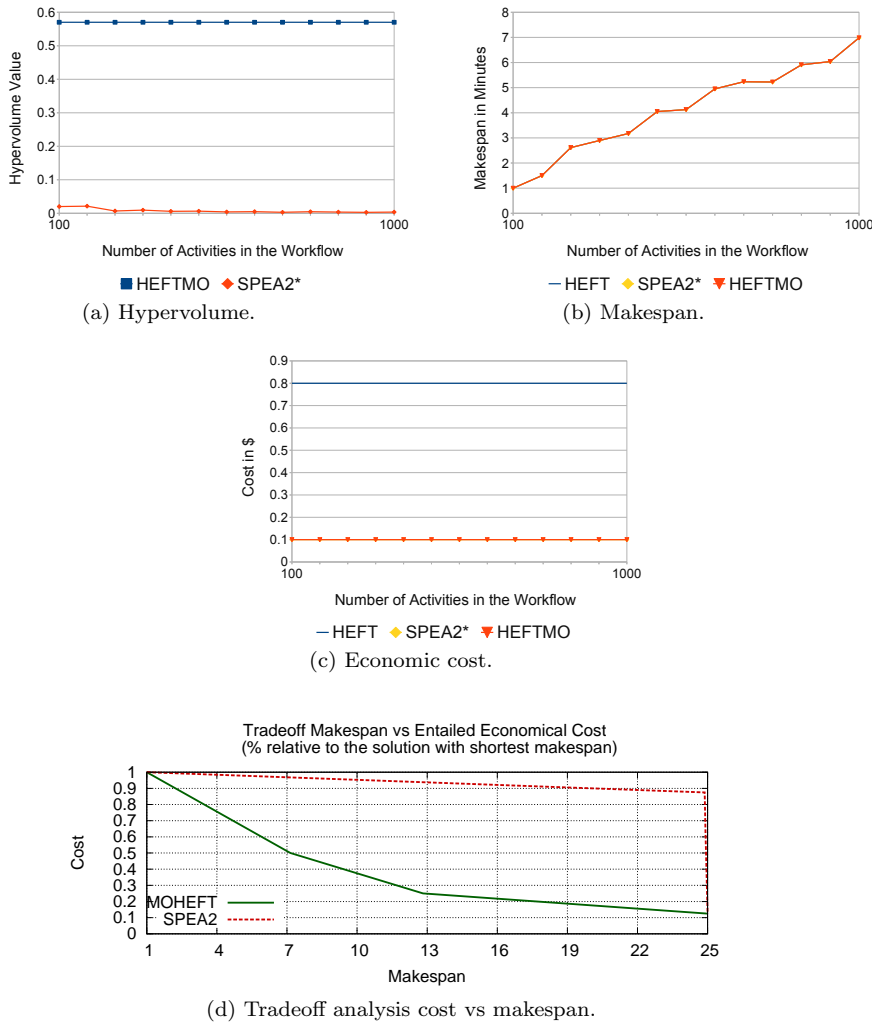 0.6
0.5
0.4
0.3
0.2
0.1
0
Hypervolume Value
100 1000
Number of Activities in the Workflow
HEFTMO SPEA2*
(a) Hypervolume.
8
7
6
5
4
3
2
1
0
Makespan in Minutes
100 1000
Number of Activities in the Workflow
HEFT SPEA2* HEFTMO
(b) Makespan.
0.9
0.8
0.7
0.6
0.5
0.4
0.3
0.2
0.1
0
Cost in $
100 1000
Number of Activities in the Workflow
HEFT SPEA2* HEFTMO
(c) Economic cost.
Tradeoff Makespan vs Entailed Economical Cost
(% relative to the solution with shortest makespan)
1
0.9
0.8
0.7
0.6
0.5
0.4
0.3
0.2
0.1
0
Cost
MOHEFT
SPEA2
1 4 7 10 13 16 19 22 25
Makespan
(d) Tradeoff analysis cost vs makespan.